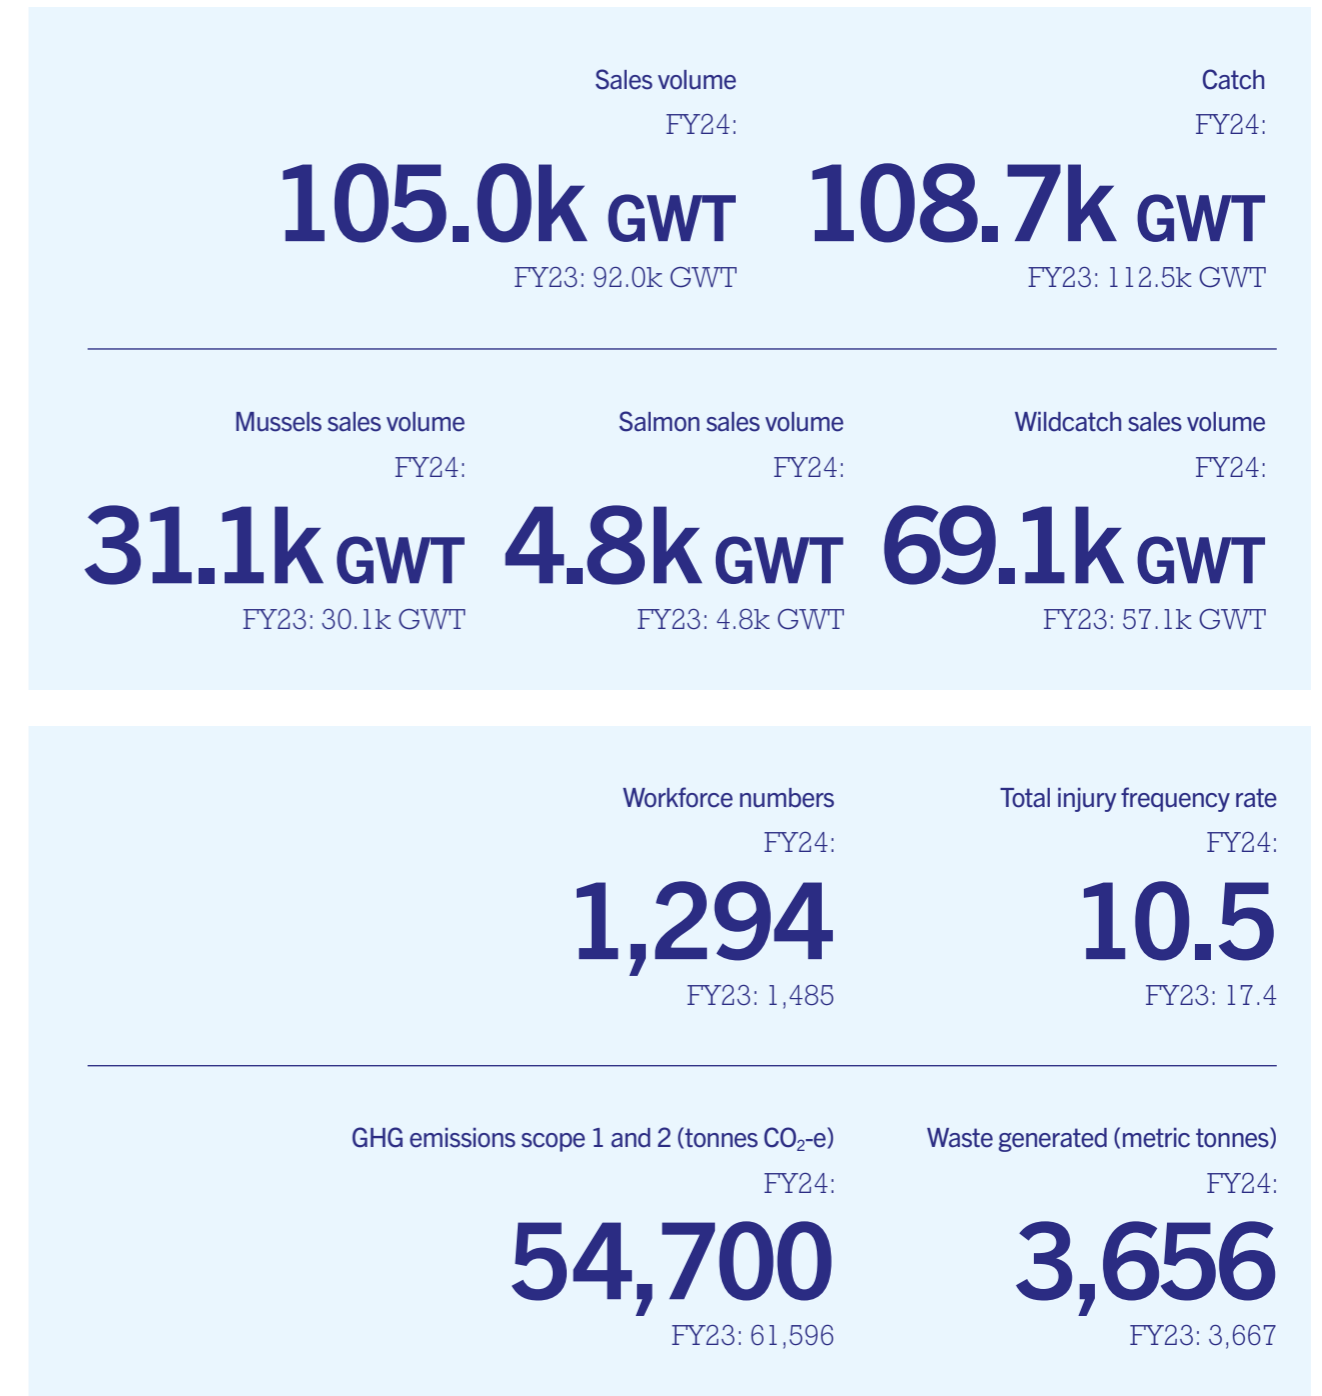 Sales volume
FY24:
105.0k GWT
FY23: 92.0k GWT
Catch
FY24:
108.7k GWT
FY23: 112.5k GWT
Mussels sales volume
FY24:
31.1k GWT
FY23: 30.1k GWT
Salmon sales volume
FY24:
4.8k GWT
FY23: 4.8k GWT
Wildcatch sales volume
FY24:
69.1k GWT
FY23: 57.1k GWT
Workforce numbers
FY24:
1,294
FY23: 1,485
Total injury frequency rate
FY24:
10.5
FY23: 17.4
GHG emissions scope 1 and 2 (tonnes CO₂-e)
FY24:
54,700
FY23: 61,596
Waste generated (metric tonnes)
FY24:
3,656
FY23: 3,667